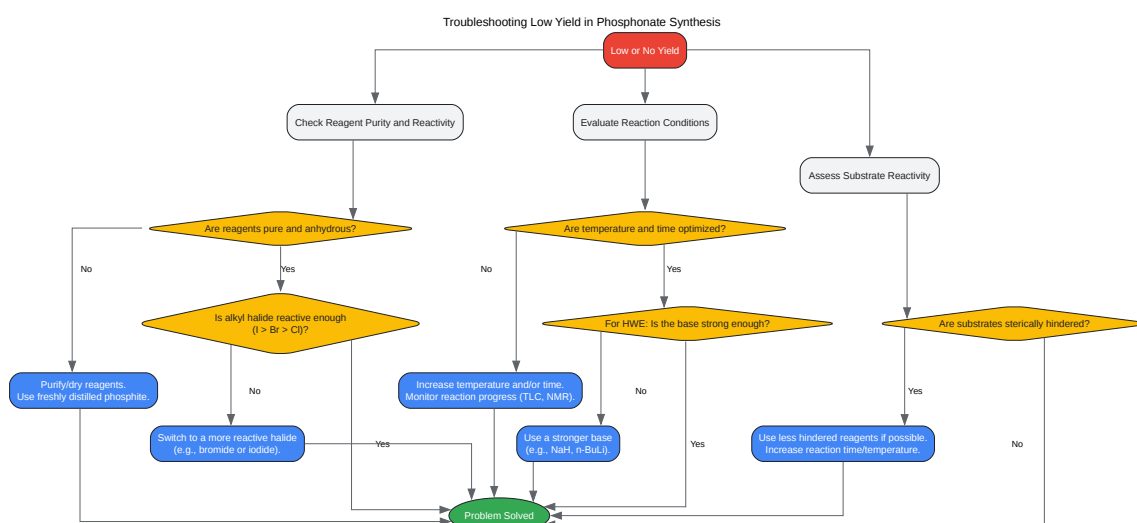 Troubleshooting Low Yield in Phosphonate Synthesis
Low or No Yield
Check Reagent Purity and Reactivity
Evaluate Reaction Conditions
Assess Substrate Reactivity
Are reagents pure and anhydrous?
Are temperature and time optimized?
No
Yes
No
Yes
Is alkyl halide reactive enough
(I > Br > Cl)?
For HWE: Is the base strong enough?
Are substrates sterically hindered?
Purify/dry reagents.
Use freshly distilled phosphite.
No
Increase temperature and/or time.
Monitor reaction progress (TLC, NMR).
No
Yes
Switch to a more reactive halide
(e.g., bromide or iodide).
Yes
Use a stronger base
(e.g., NaH, n-BuLi).
Yes
Use less hindered reagents if possible.
Increase reaction time/temperature.
No
Problem Solved